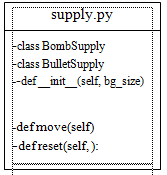 supply.py
-class BombSupply
-class BulletSupply
--def __init__(self, bg_size)
-def move(self)
-def reset(self, ):